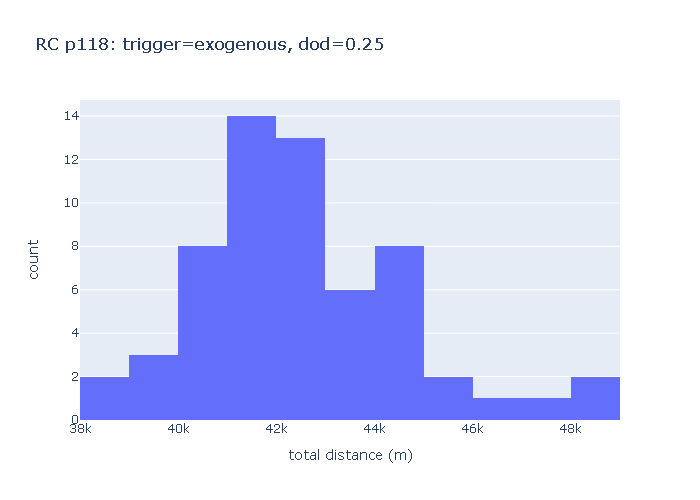 RC p118: trigger=exogenous, dod=0.25
14
12
10
8
6
4
2
0
38k 40k 42k 44k 46k 48k
count
total distance (m)